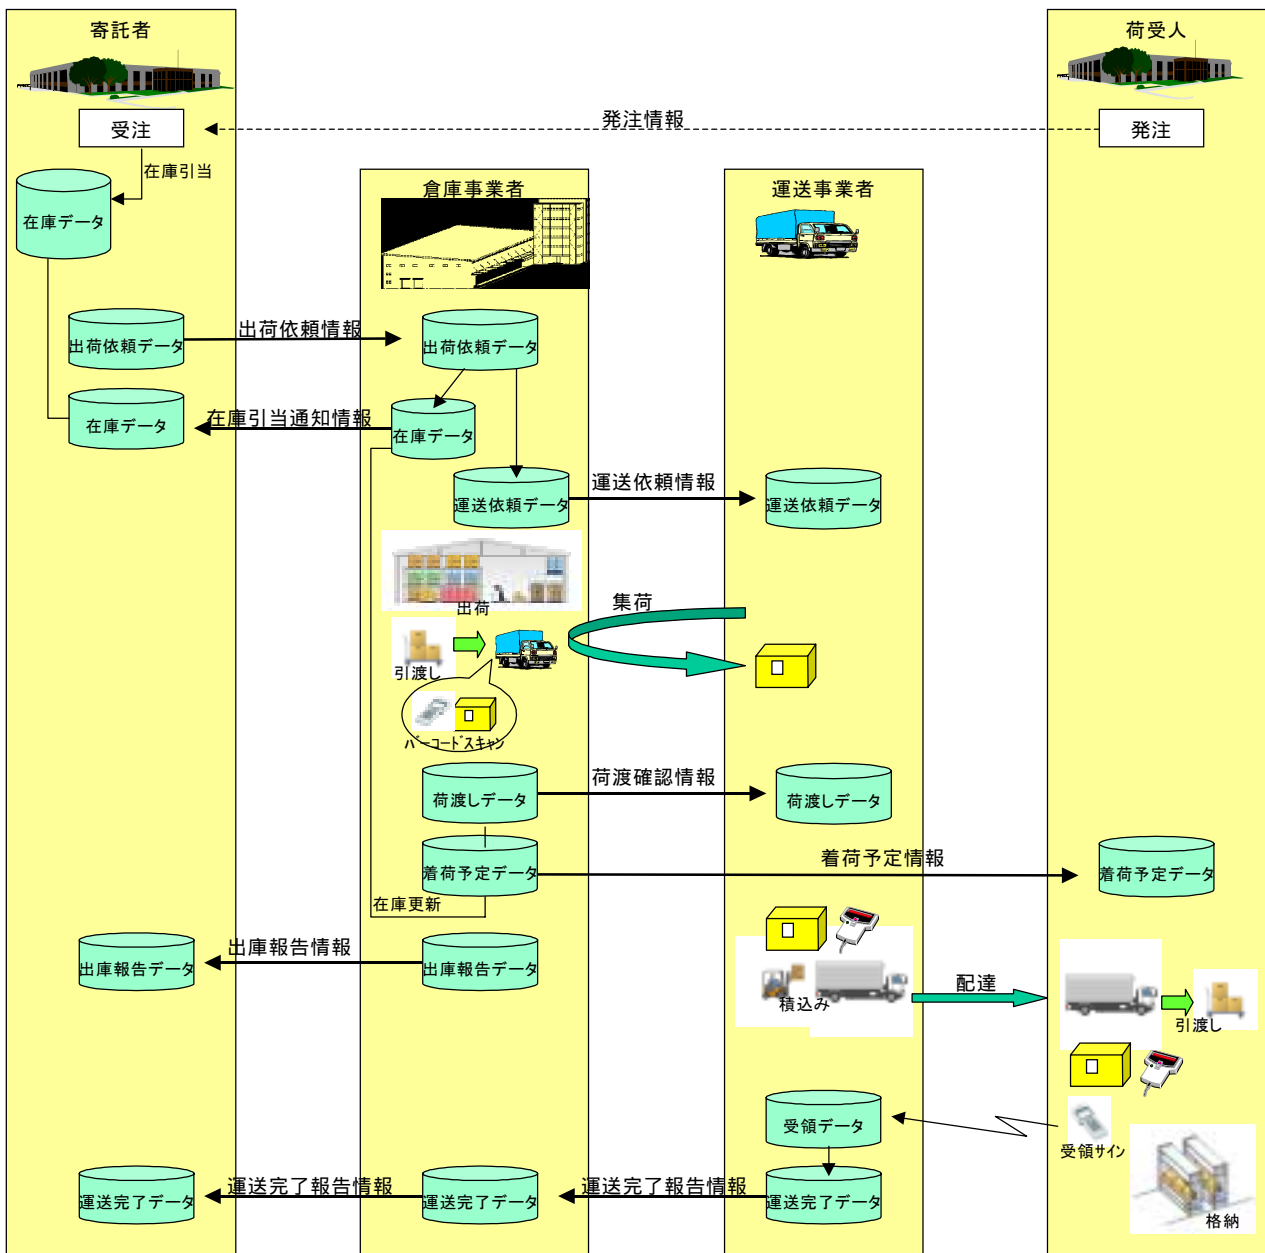 寄託者
荷受人
受注
発注情報
発注
在庫引当
倉庫事業者
運送事業者
在庫データ
出荷依頼情報
出荷依頼データ
出荷依頼データ
在庫引当通知情報
在庫データ
在庫データ
運送依頼情報
運送依頼データ
運送依頼データ
出荷
集荷
引渡し
バーコードスキャン
荷渡確認情報
荷渡しデータ
荷渡しデータ
着荷予定情報
着荷予定データ
着荷予定データ
在庫更新
出庫報告情報
出庫報告データ
出庫報告データ
配達
積込み
引渡し
受領データ
受領サイン
運送完了報告情報
運送完了報告情報
運送完了データ
運送完了データ
運送完了データ
格納